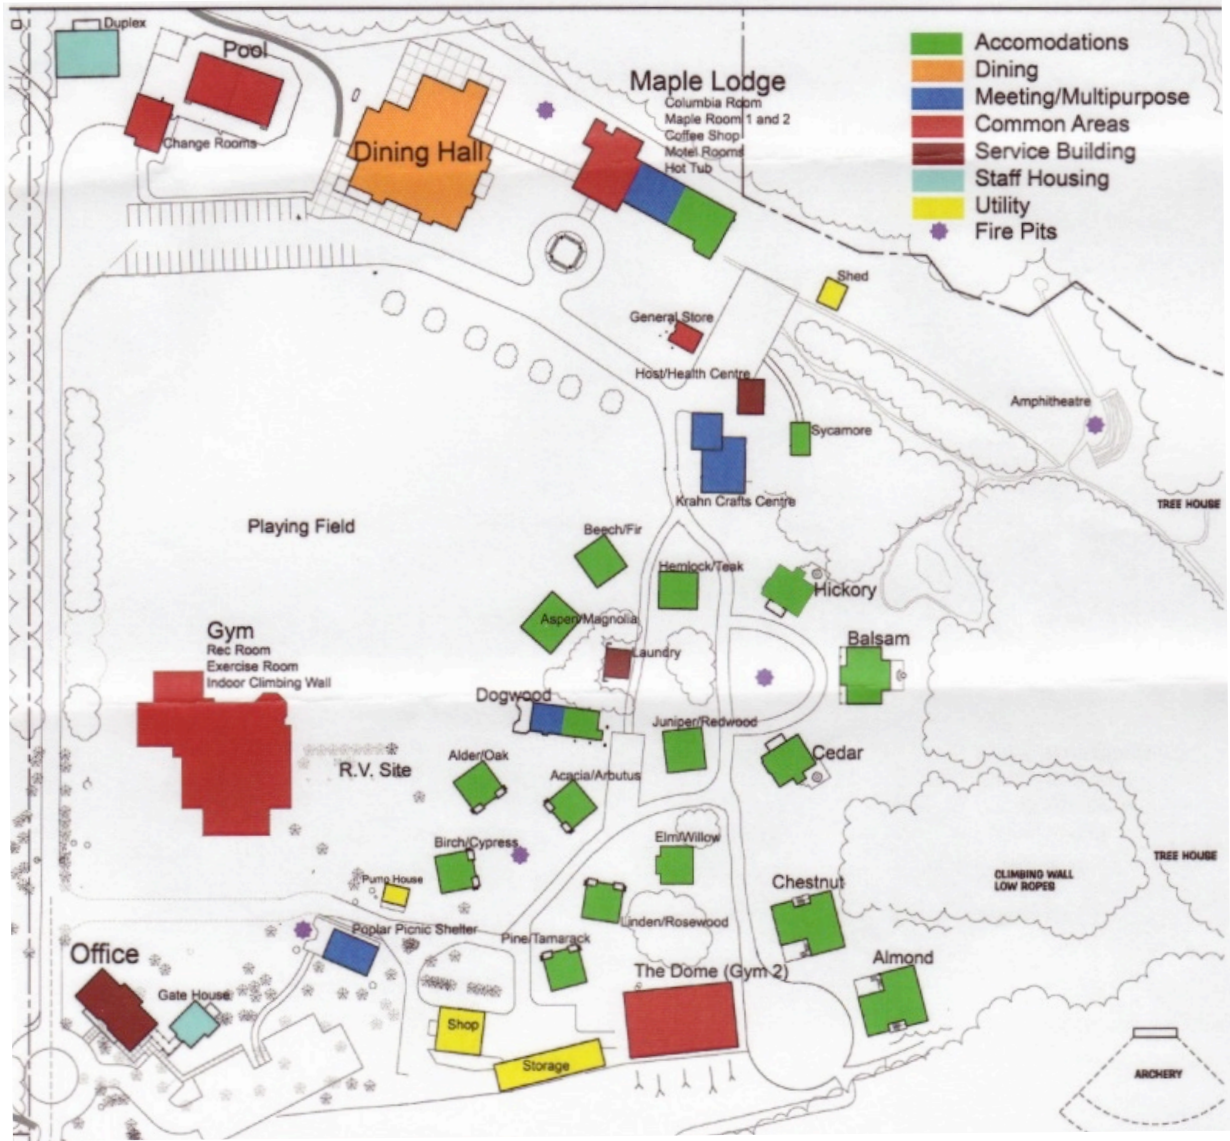 Duplex
Pool
Change Rooms
Dining Hall
Maple Lodge
Columbia Room
Maple Room 1 and 2
Coffee Shop
Motel Rooms
Hot Tub
Accomodations
Dining
Meeting/Multipurpose
Common Areas
Service Building
Staff Housing
Utility
Fire Pits
Shed
General Store
Host/Health Centre
Amphitheatre
Sycamore
Krahn Crafts Centre
TREE HOUSE
Playing Field
Beech/Fir
Hemlock/Teak
Hickory
Aspen/Magnolia
Gym
Rec Room
Exercise Room
Indoor Climbing Wall
Laundry
Balsam
Dogwood
Juniper/Redwood
Cedar
Alder/Oak
R.V. Site
Acacia/Arbutus
Birch/Cypress
Elm/Willow
TREE HOUSE
CLIMBING WALL
LOW ROPES
Pump House
Chestnut
Linden/Rosewood
Poplar Picnic Shelter
Pine/Tamarack
Office
The Dome (Gym 2)
Almond
Gate House
Shop
Storage
ARCHERY